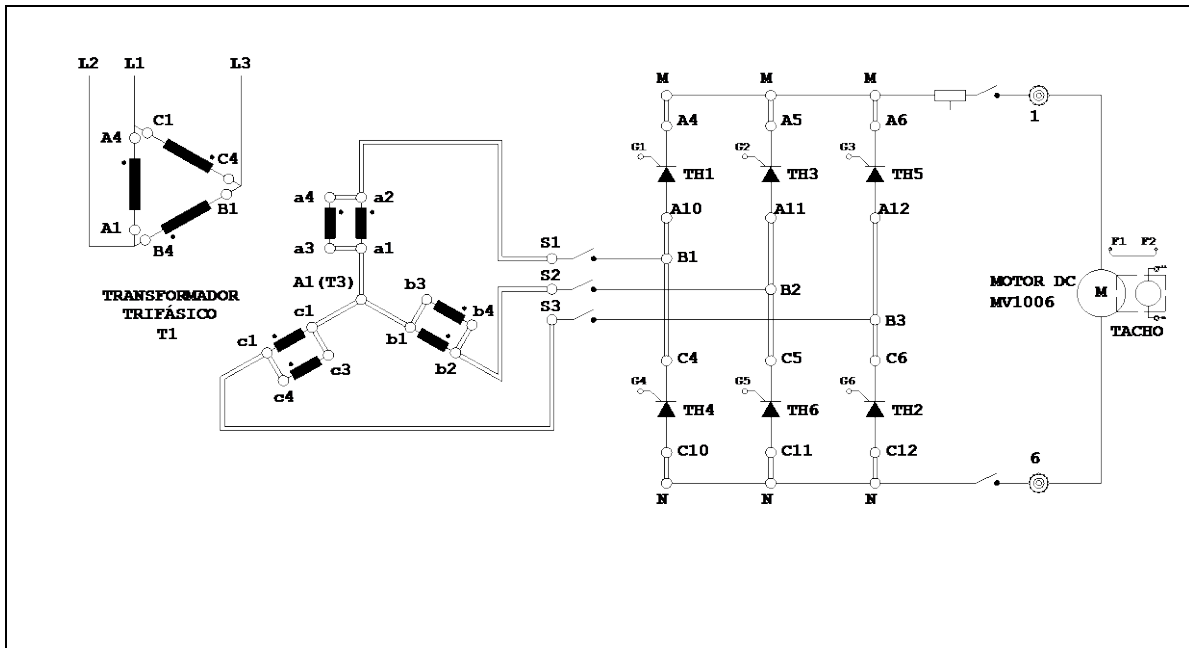 L2 L1 L3
C1
A4
C4
B1
A1
B4
TRANSFORMADOR
TRIFÁSICO
T1
a4 a2
a3 a1
A1(T3)
b3
b4
c1
b1
c1
c3
b2
c4
S1
S2
S3
M M M
A4 A5 A6
G1 G2 G3
TH1 TH3 TH5
A10 A11 A12
B1
B2
B3
C4 C5 C6
G4 G5 G6
TH4 TH6 TH2
C10 C11 C12
N N N
1
6
F1 F2
MOTOR DC
MV1006
M
TACHO